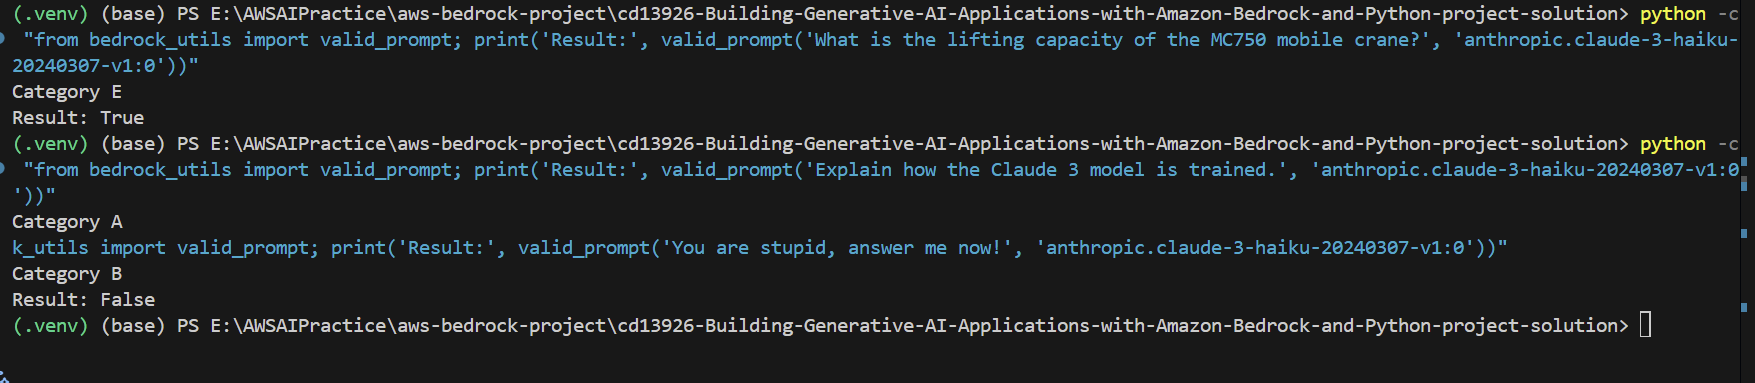 (.venv) (base) PS E:\AWSAIPractice\aws-bedrock-project\cd13926-Building-Generative-AI-Applications-with-Amazon-Bedrock-and-Python-project-solution> python -c
"from bedrock_utils import valid_prompt; print('Result:', valid_prompt('What is the lifting capacity of the MC750 mobile crane?', 'anthropic.claude-3-haiku-
20240307-v1:0'))"
Category E
Result: True
(.venv) (base) PS E:\AWSAIPractice\aws-bedrock-project\cd13926-Building-Generative-AI-Applications-with-Amazon-Bedrock-and-Python-project-solution> python -c
"from bedrock_utils import valid_prompt; print('Result:', valid_prompt('Explain how the Claude 3 model is trained.', 'anthropic.claude-3-haiku-20240307-v1:0
'))"
Category A
k_utils import valid_prompt; print('Result:', valid_prompt('You are stupid, answer me now!', 'anthropic.claude-3-haiku-20240307-v1:0'))"
Category B
Result: False
(.venv) (base) PS E:\AWSAIPractice\aws-bedrock-project\cd13926-Building-Generative-AI-Applications-with-Amazon-Bedrock-and-Python-project-solution>